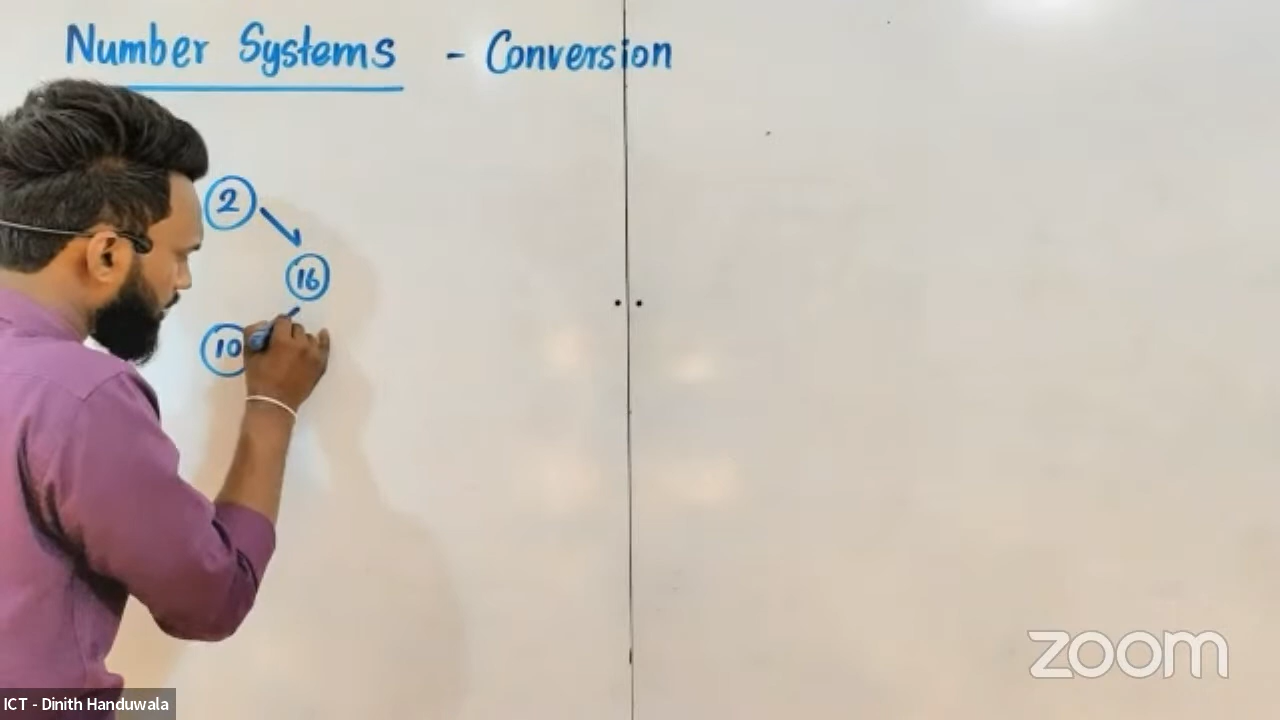 Number Systems - Conversion
2
16
10
zoom
ICT - Dinith Handuwala